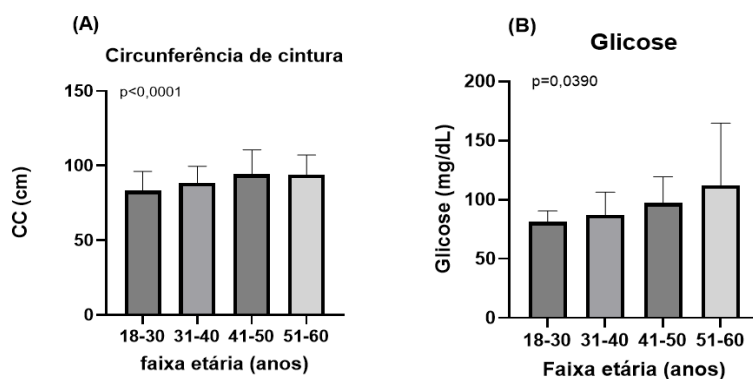 (A)
Circunferência de cintura
p<0,0001
CC (cm)
150
100
50
0
18-30 31-40 41-50 51-60
faixa etária (anos)
(B)
Glicose
p=0,0390
Glicose (mg/dL)
200
150
100
50
0
18-30 31-40 41-50 51-60
Faixa etária (anos)